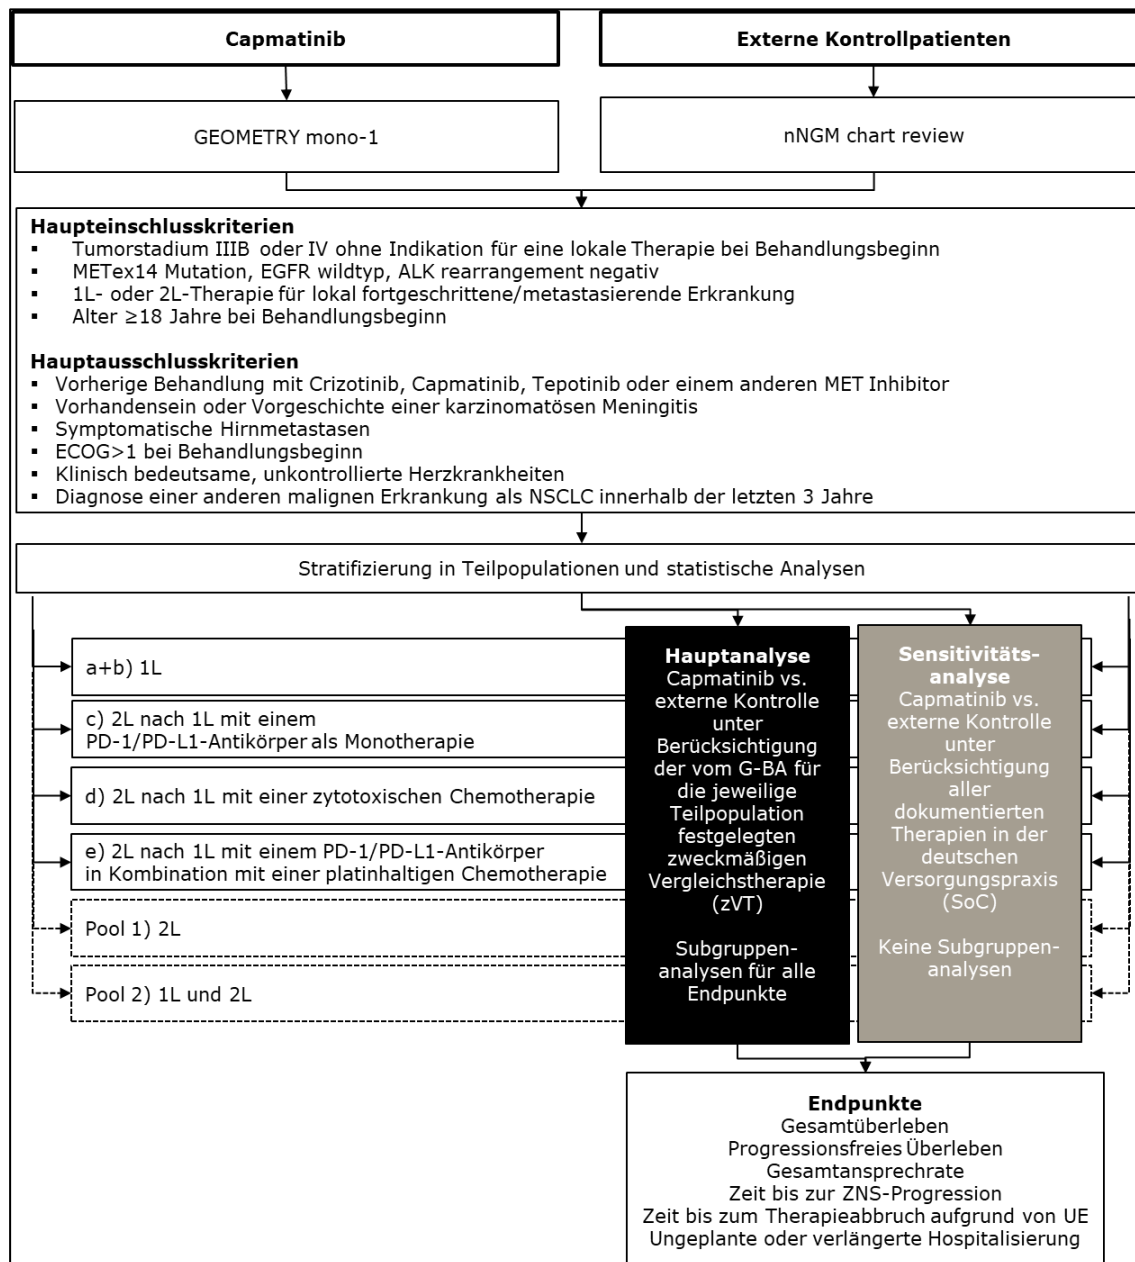 Capmatinib
Externe Kontrollpatienten
GEOMETRY mono-1
nNGM chart review
Haupteinschlusskriterien
▪ Tumorstadium IIIB oder IV ohne Indikation für eine lokale Therapie bei Behandlungsbeginn
▪ METex14 Mutation, EGFR wildtyp, ALK rearrangement negativ
▪ 1L- oder 2L-Therapie für lokal fortgeschrittene/metastasierende Erkrankung
▪ Alter ≥18 Jahre bei Behandlungsbeginn
Hauptausschlusskriterien
▪ Vorherige Behandlung mit Crizotinib, Capmatinib, Tepotinib oder einem anderen MET Inhibitor
▪ Vorhandensein oder Vorgeschichte einer karzinomatösen Meningitis
▪ Symptomatische Hirnmetastasen
▪ ECOG>1 bei Behandlungsbeginn
▪ Klinisch bedeutsame, unkontrollierte Herzkrankheiten
▪ Diagnose einer anderen malignen Erkrankung als NSCLC innerhalb der letzten 3 Jahre
Stratifizierung in Teilpopulationen und statistische Analysen
a+b) 1L
c) 2L nach 1L mit einem
PD-1/PD-L1-Antikörper als Monotherapie
d) 2L nach 1L mit einer zytotoxischen Chemotherapie
e) 2L nach 1L mit einem PD-1/PD-L1-Antikörper
in Kombination mit einer platinhaltigen Chemotherapie
Pool 1) 2L
Pool 2) 1L und 2L
Hauptanalyse
Capmatinib vs.
externe Kontrolle
unter
Berücksichtigung
der vom G-BA für
die jeweilige
Teilpopulation
festgelegten
zweckmäßigen
Vergleichstherapie
(zVT)
Subgruppen-
analysen für alle
Endpunkte
Sensitivitäts-
analyse
Capmatinib vs.
externe Kontrolle
unter
Berücksichtigung
aller
dokumentierten
Therapien in der
deutschen
Versorgungspraxis
(SoC)
Keine Subgruppen-
analysen
Endpunkte
Gesamtüberleben
Progressionsfreies Überleben
Gesamtansprechrate
Zeit bis zur ZNS-Progression
Zeit bis zum Therapieabbruch aufgrund von UE
Ungeplante oder verlängerte Hospitalisierung